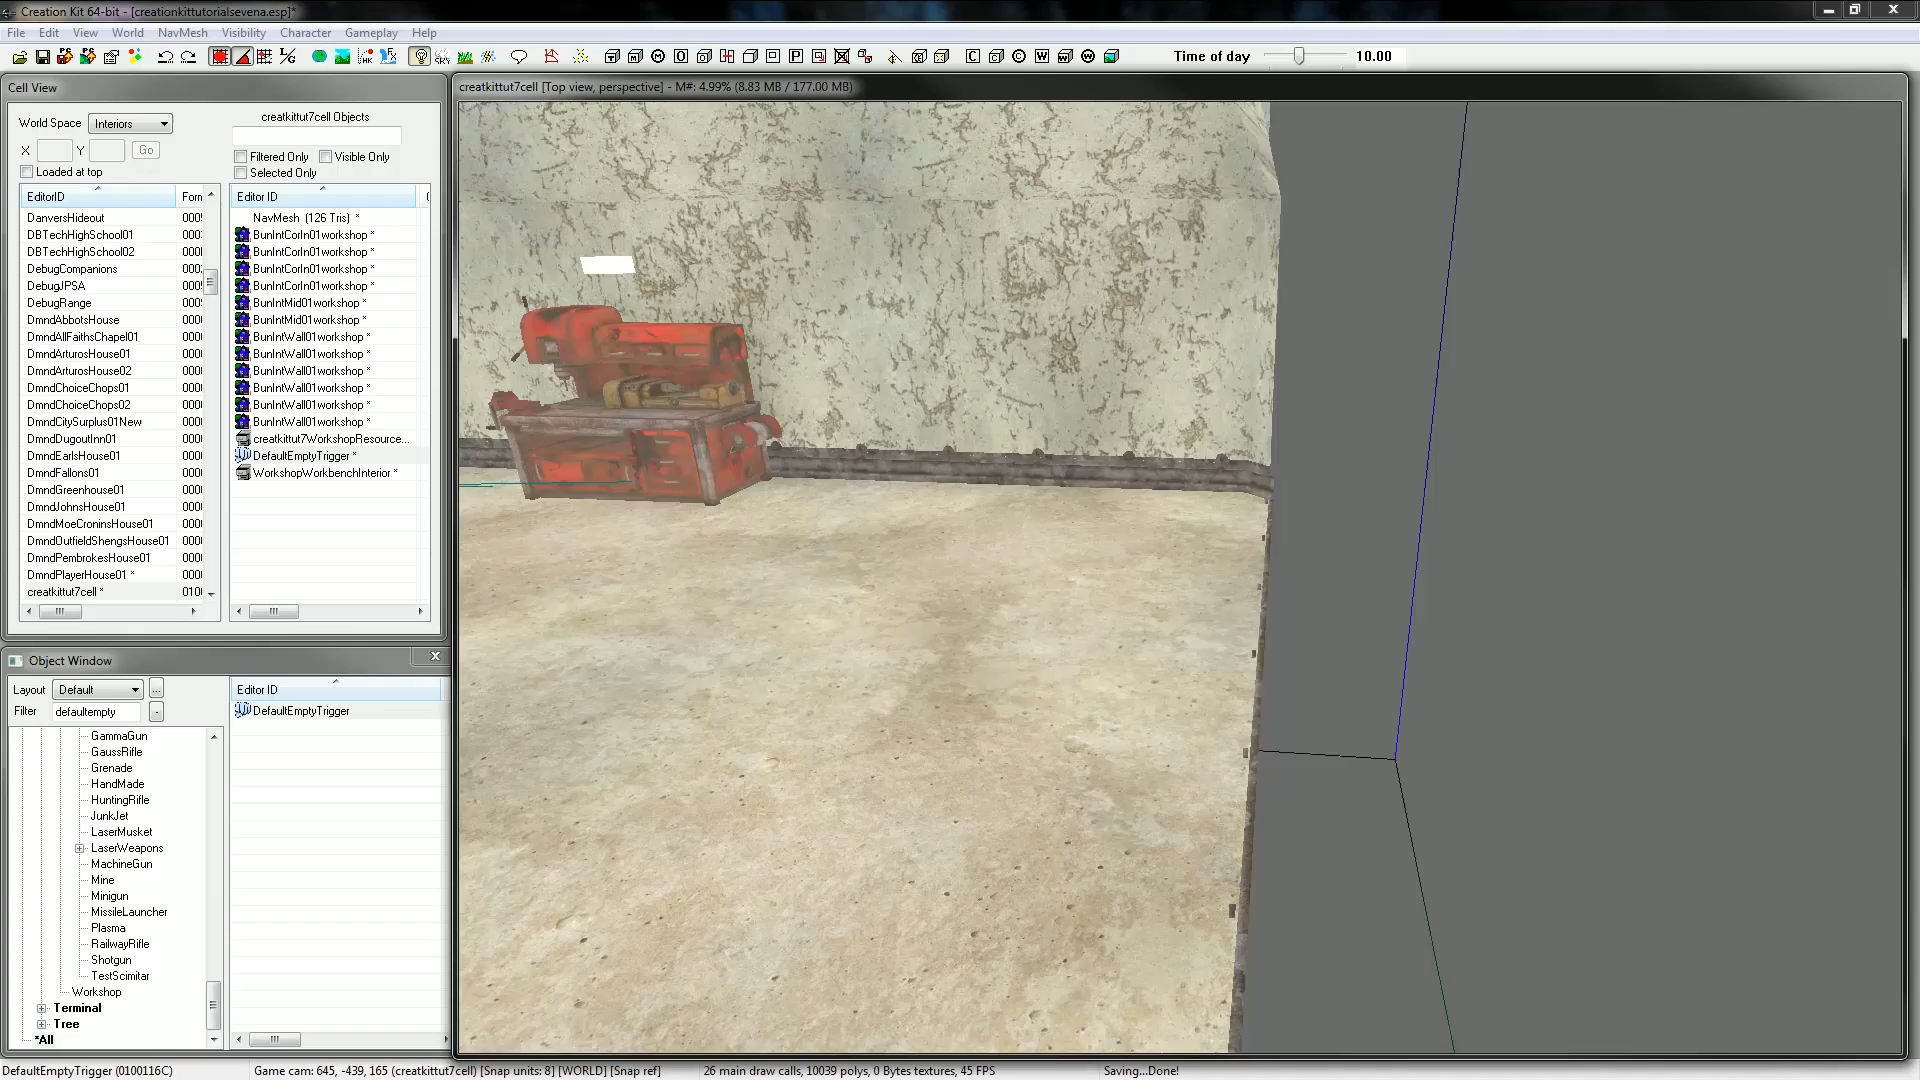 Creation Kit 64-bit - [creationkittutorialsevena.esp]*
File Edit View World NavMesh Visibility Character Gameplay Help
Time of day 10.00
Cell View
World Space Interiors
X Y Go
Loaded at top
creatkittut7cell Objects
Filtered Only Visible Only
Selected Only
EditorID Form
DanversHideout
DBTechHighSchool01
DBTechHighSchool02
DebugCompanions
DebugJPSA
DebugRange
DmndAbbotsHouse
DmndAllFaithsChapel01
DmndArturosHouse01
DmndArturosHouse02
DmndChoiceChops01
DmndChoiceChops02
DmndCitySurplus01New
DmndDugoutInn01
DmndEarlsHouse01
DmndFallons01
DmndGreenhouse01
DmndJohnsHouse01
DmndMoeCroninsHouse01
DmndOutfieldShengsHouse01
DmndPembrokesHouse01
DmndPlayerHouse01 *
creatkittut7cell *
Editor ID
NavMesh (126 Tris) *
BunIntCorIn01workshop *
BunIntCorIn01workshop *
BunIntCorIn01workshop *
BunIntCorIn01workshop *
BunIntMid01workshop *
BunIntMid01workshop *
BunIntWall01workshop *
BunIntWall01workshop *
BunIntWall01workshop *
BunIntWall01workshop *
BunIntWall01workshop *
BunIntWall01workshop *
creatkittut7WorkshopResource...
DefaultEmptyTrigger *
WorkshopWorkbenchInterior *
creatkittut7cell [Top view, perspective] - M#: 4.99% (8.83 MB / 177.00 MB)
Object Window
Layout Default ...
Filter defaultempty
GammaGun
GaussRifle
Grenade
HandMade
HuntingRifle
JunkJet
LaserMusket
LaserWeapons
MachineGun
Mine
Minigun
MissileLauncher
Plasma
RailwayRifle
Shotgun
TestScimitar
Workshop
Terminal
Tree
*All
Editor ID
DefaultEmptyTrigger
DefaultEmptyTrigger (0100116C)
Game cam: 645, -439, 165 (creatkittut7cell) [Snap units: 8] [WORLD] [Snap ref]
26 main draw calls, 10039 polys, 0 Bytes textures, 45 FPS
Saving...Done!